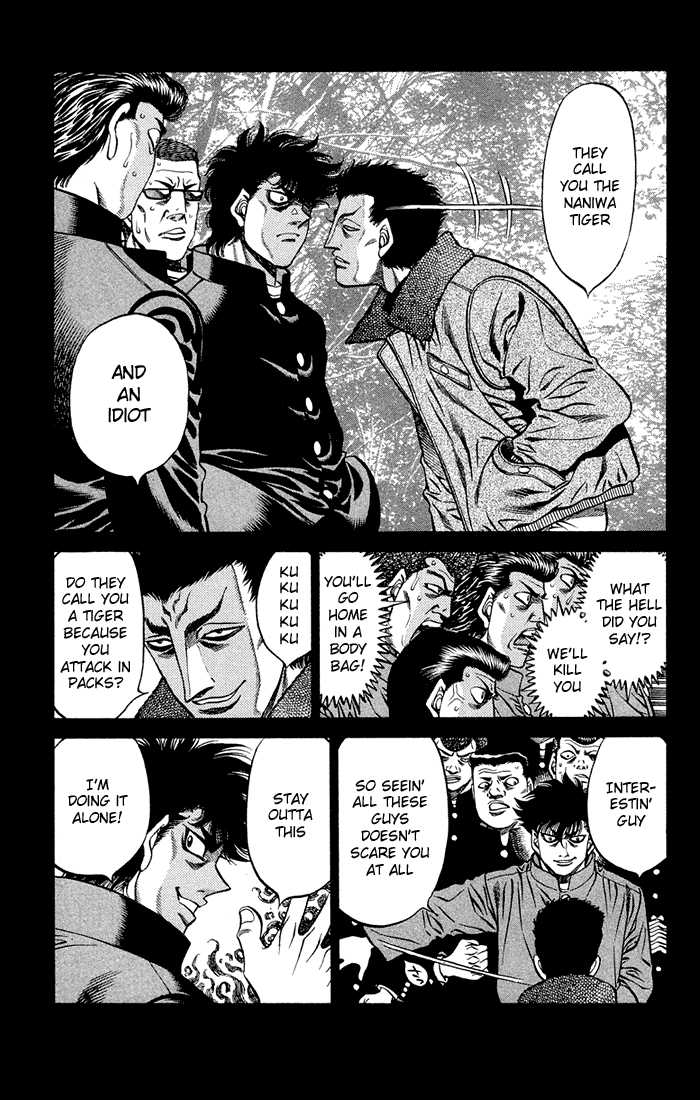 THEY
CALL
YOU THE
NANIWA
TIGER
AND
AN
IDIOT
WHAT
THE HELL
DID YOU
SAY!?
WE'LL
KILL
YOU
YOU'LL
GO
HOME
IN A
BODY
BAG!
KU
KU
KU
KU
KU
DO THEY
CALL YOU
A TIGER
BECAUSE
YOU
ATTACK IN
PACKS?
INTER-
ESTIN'
GUY
SO SEEIN'
ALL THESE
GUYS
DOESN'T
SCARE YOU
AT ALL
STAY
OUTTA
THIS
I'M
DOING IT
ALONE!